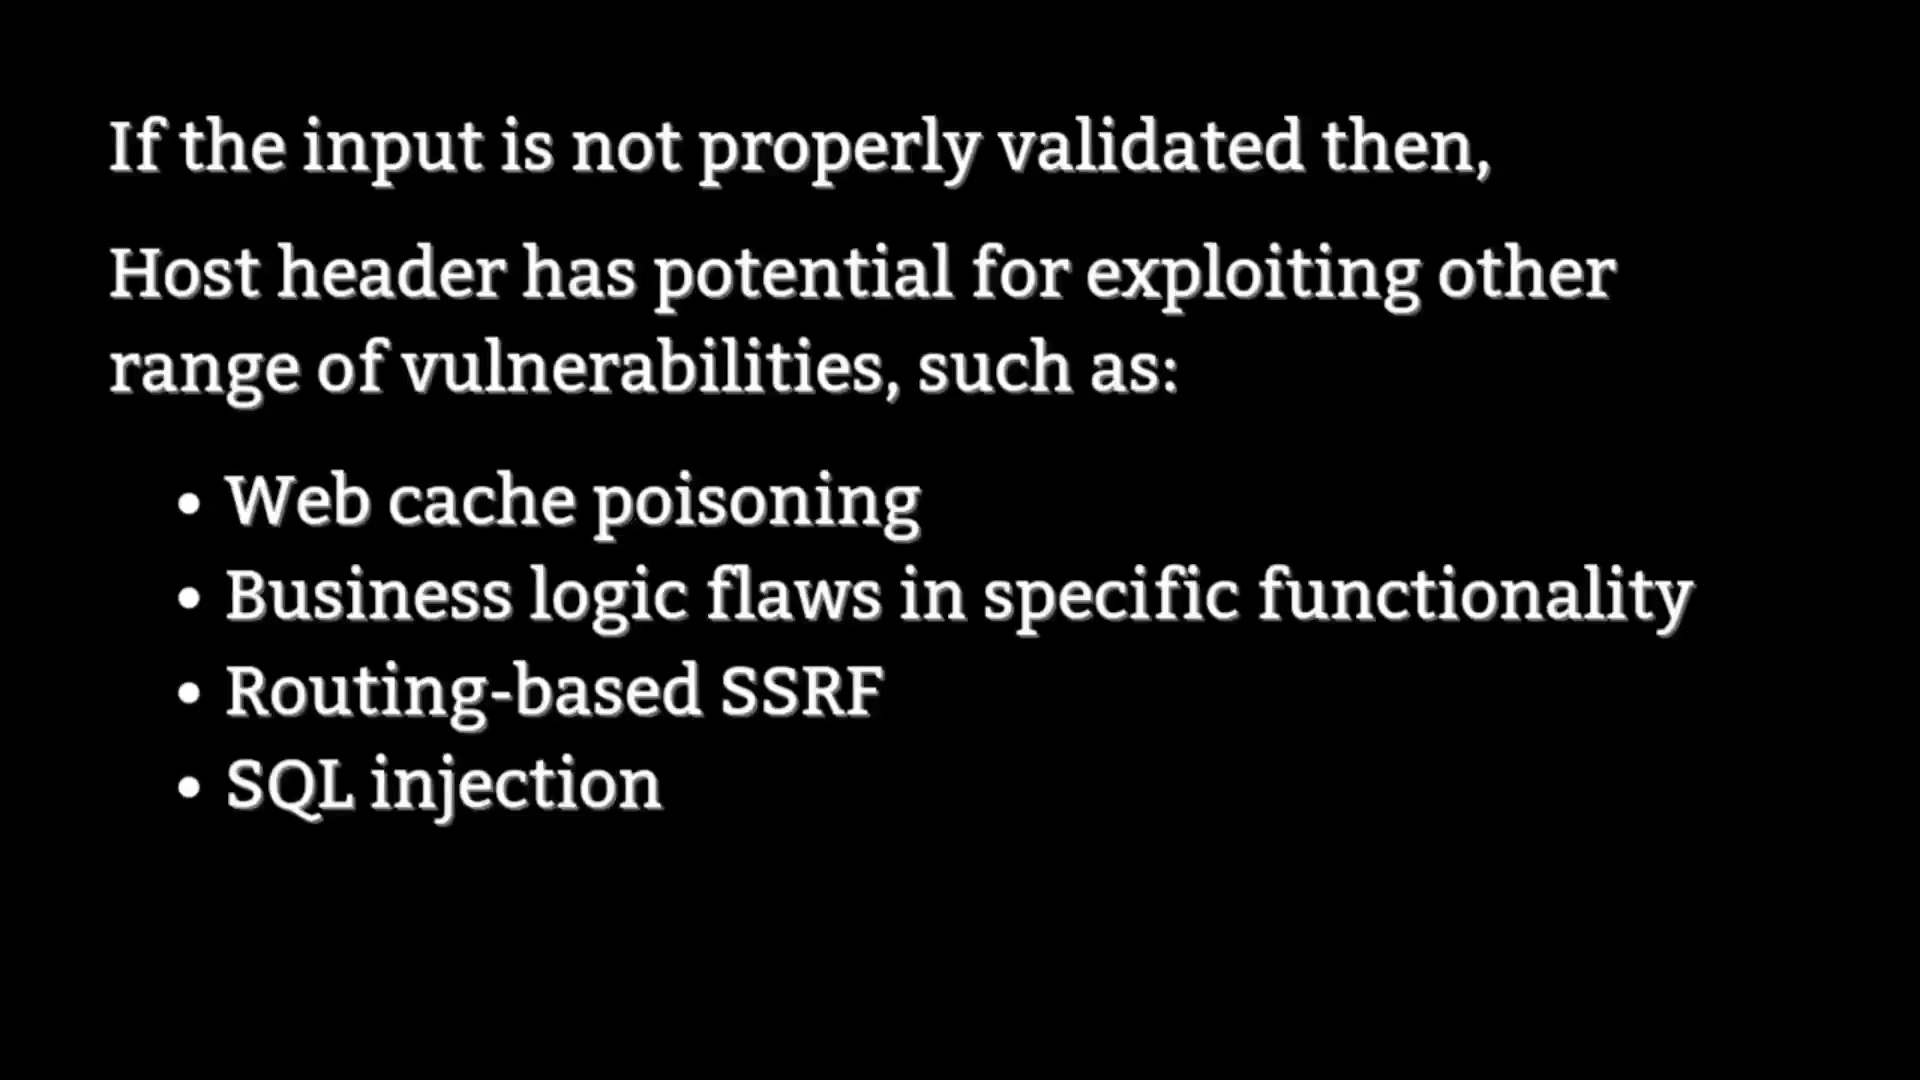 If the input is not properly validated then,
Host header has potential for exploiting other
range of vulnerabilities, such as:
• Web cache poisoning
• Business logic flaws in specific functionality
• Routing-based SSRF
• SQL injection